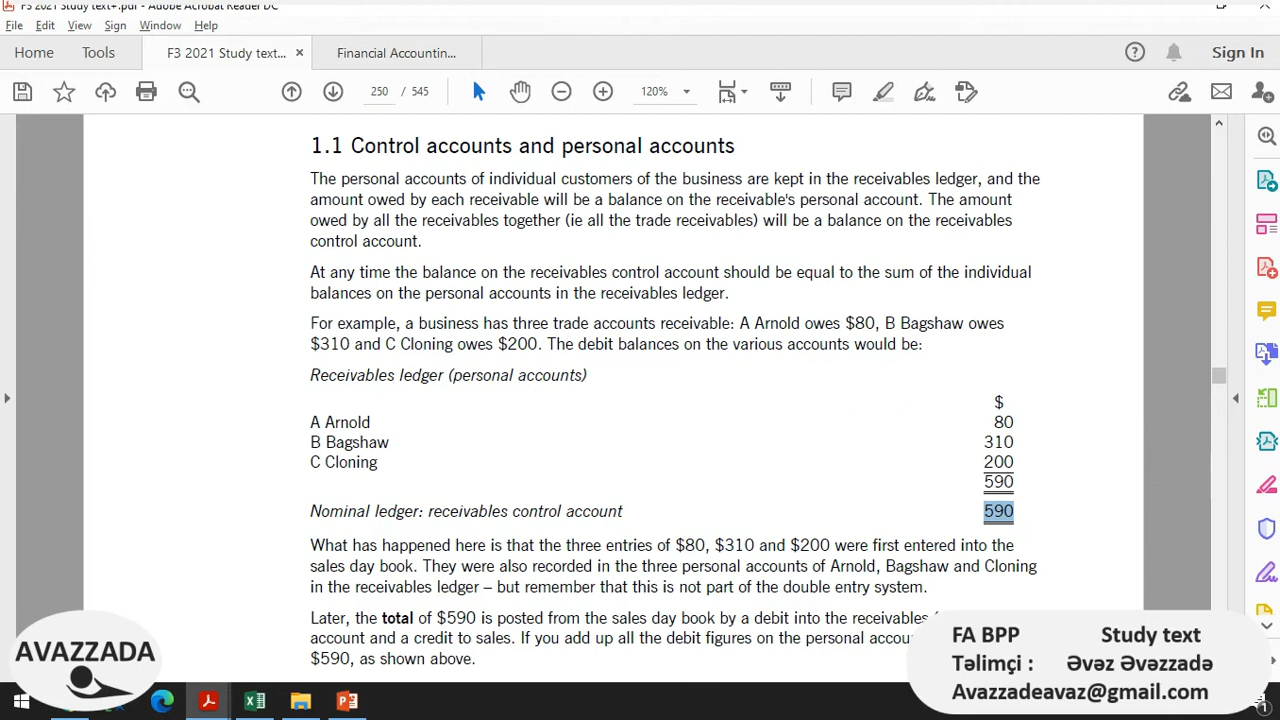 F3 2021 Study text+.pdf - Adobe Acrobat Reader DC
File Edit View Sign Window Help
Home Tools F3 2021 Study text... × Financial Accountin... Sign In
250 / 545 120%
1.1 Control accounts and personal accounts
The personal accounts of individual customers of the business are kept in the receivables ledger, and the
amount owed by each receivable will be a balance on the receivable's personal account. The amount
owed by all the receivables together (ie all the trade receivables) will be a balance on the receivables
control account.
At any time the balance on the receivables control account should be equal to the sum of the individual
balances on the personal accounts in the receivables ledger.
For example, a business has three trade accounts receivable: A Arnold owes $80, B Bagshaw owes
$310 and C Cloning owes $200. The debit balances on the various accounts would be:
Receivables ledger (personal accounts)
$
A Arnold 80
B Bagshaw 310
C Cloning 200
590
Nominal ledger: receivables control account 590
What has happened here is that the three entries of $80, $310 and $200 were first entered into the
sales day book. They were also recorded in the three personal accounts of Arnold, Bagshaw and Cloning
in the receivables ledger – but remember that this is not part of the double entry system.
Later, the total of $590 is posted from the sales day book by a debit into the receivables
account and a credit to sales. If you add up all the debit figures on the personal
$590, as shown above.
AVAZZADA
FA BPP Study text
Təlimçi : Əvəz Əvəzzadə
Avazzadeavaz@gmail.com